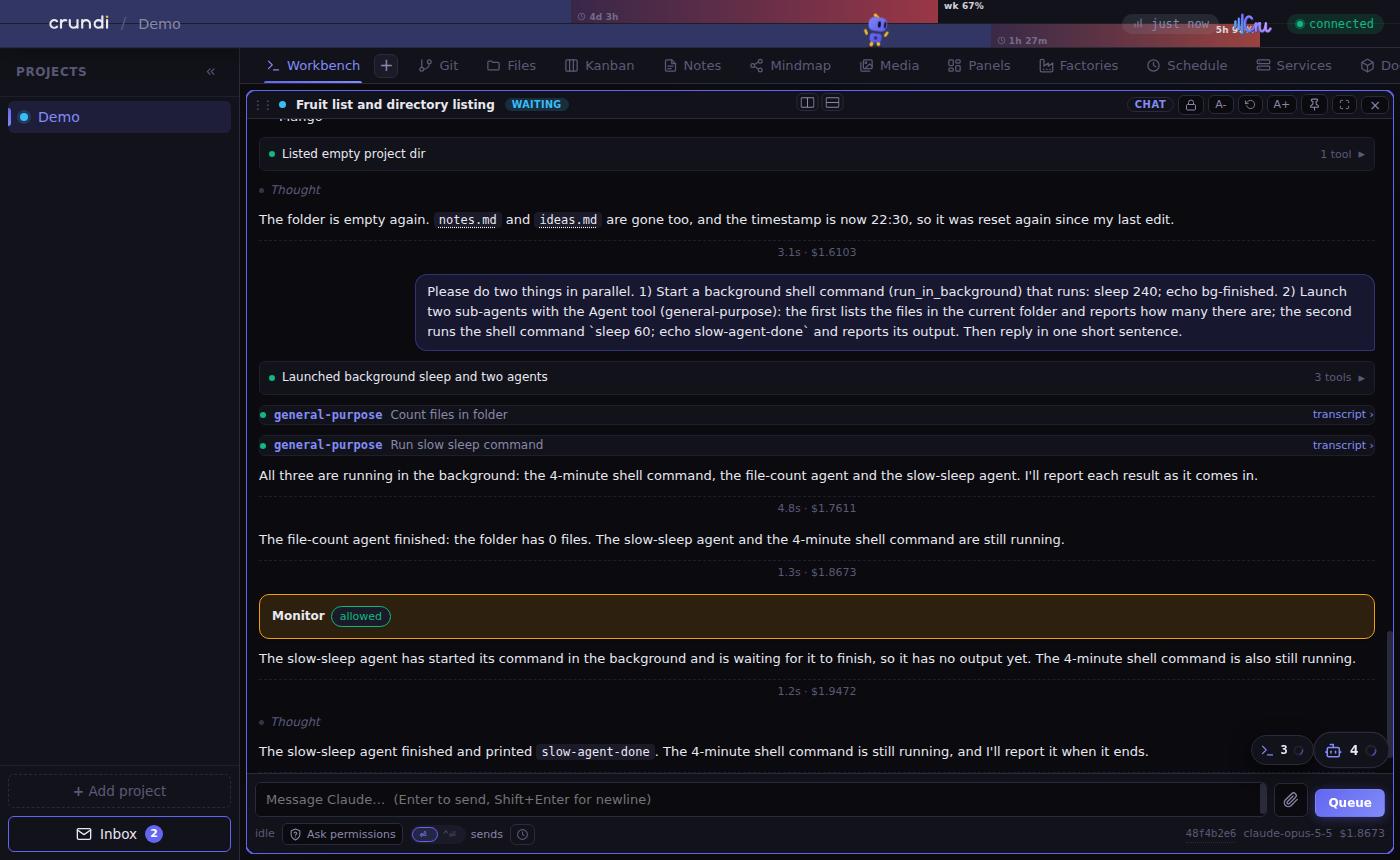 crundi / Demo
4d 3h
wk 67%
1h 27m
just now
5h
connected
PROJECTS «
Demo
+ Add project
Inbox 2
Workbench + Git Files Kanban Notes Mindmap Media Panels Factories Schedule Services Do
Fruit list and directory listing WAITING CHAT A- A+ ×
Mango
Listed empty project dir 1 tool ▸
Thought
The folder is empty again. notes.md and ideas.md are gone too, and the timestamp is now 22:30, so it was reset again since my last edit.
3.1s · $1.6103
Please do two things in parallel. 1) Start a background shell command (run_in_background) that runs: sleep 240; echo bg-finished. 2) Launch
two sub-agents with the Agent tool (general-purpose): the first lists the files in the current folder and reports how many there are; the second
runs the shell command `sleep 60; echo slow-agent-done` and reports its output. Then reply in one short sentence.
Launched background sleep and two agents 3 tools ▸
general-purpose Count files in folder transcript ›
general-purpose Run slow sleep command transcript ›
All three are running in the background: the 4-minute shell command, the file-count agent and the slow-sleep agent. I'll report each result as it comes in.
4.8s · $1.7611
The file-count agent finished: the folder has 0 files. The slow-sleep agent and the 4-minute shell command are still running.
1.3s · $1.8673
Monitor allowed
The slow-sleep agent has started its command in the background and is waiting for it to finish, so it has no output yet. The 4-minute shell command is also still running.
1.2s · $1.9472
Thought
The slow-sleep agent finished and printed slow-agent-done. The 4-minute shell command is still running, and I'll report it when it ends.
3 4
Message Claude... (Enter to send, Shift+Enter for newline) Queue
idle Ask permissions sends 48f4b2e6 claude-opus-5-5 $1.8673